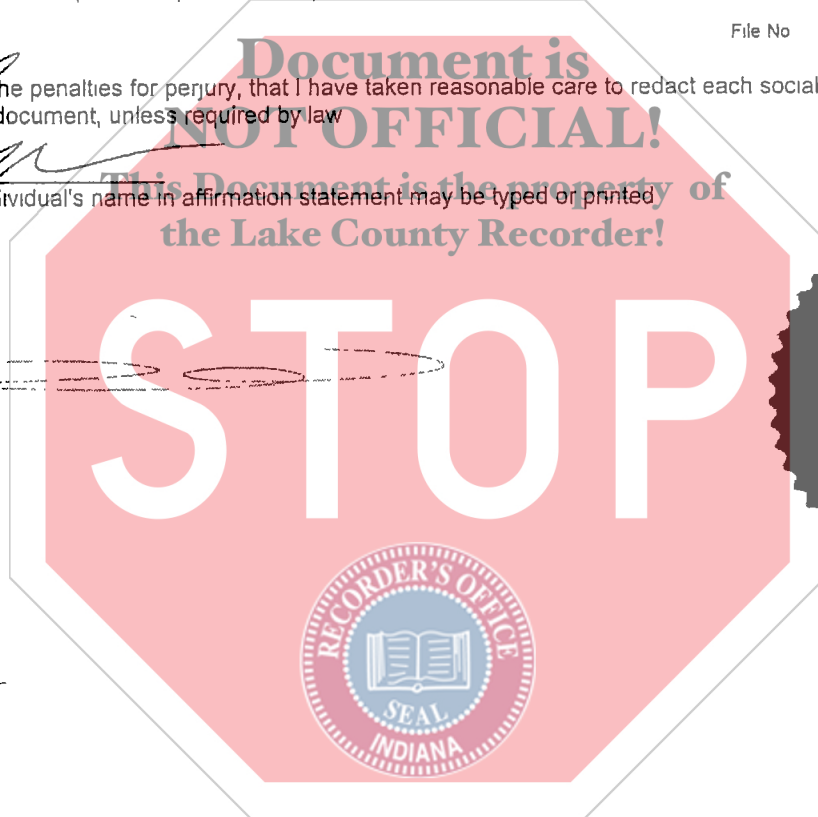 File No
Document is
he penalties for perjury, that I have taken reasonable care to redact each social
document, unless required by law
NOT OFFICIAL!
This Document is the property of
ividual's name in affirmation statement may be typed or printed
the Lake County Recorder!
STOP
RECORDER'S OFFICE
SEAL
INDIANA